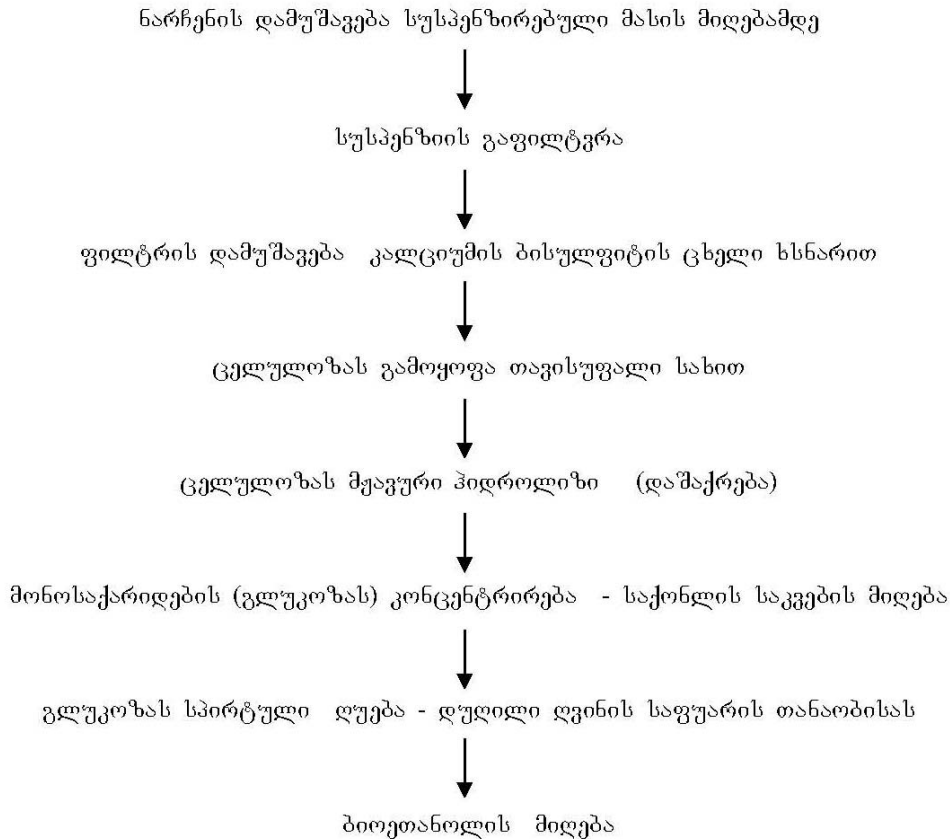 ნარჩენის დამუშავება სუსპენზირებული მასის მიღებამდე
სუსპენზიის გაფილტვრა
ფილტრის დამუშავება კალციუმის ბისულფიტის ცხელი ხსნარით
ცელულოზას გამოყოფა თავისუფალი სახით
ცელულოზას მჟავური ჰიდროლიზი (დაშაქრება)
მონოსაქარიდების (გლუკოზას) კონცენტრირება - საქონლის საკვების მიღება
გლუკოზას სპირტული ღუება - დუღილი ღვინის საფუარის თანაობისას
ბიოეთანოლის მიღება